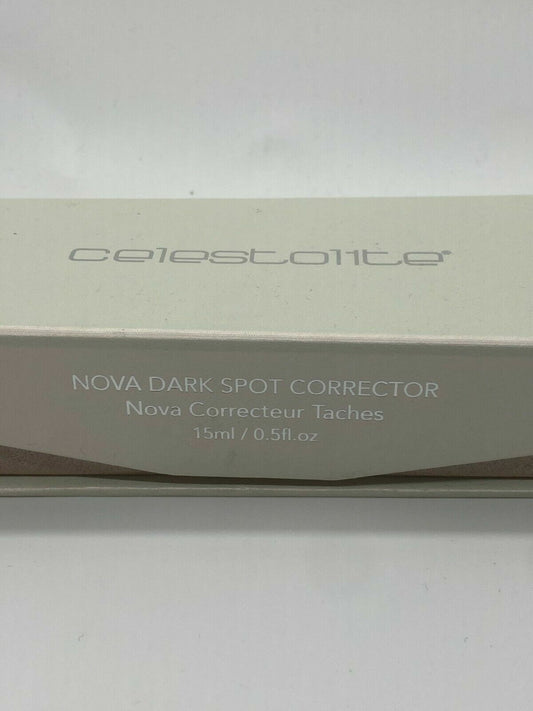 celestolite®
NOVA DARK SPOT CORRECTOR
Nova Correcteur Taches
15ml / 0.5fl.oz